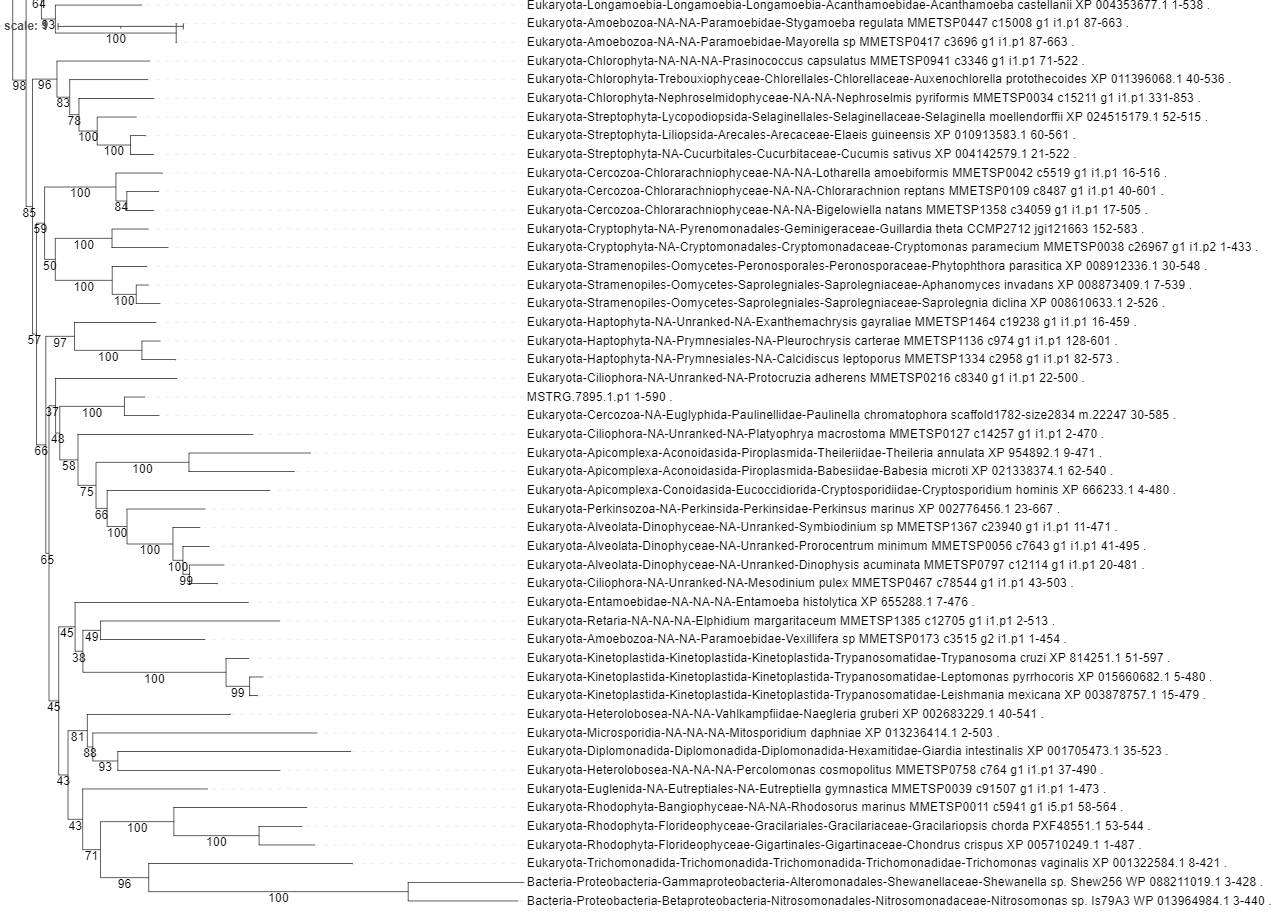 64
Eukaryota-Longamoebia-Longamoebia-Longamoebia-Acanthamoebidae-Acanthamoeba castellanii XP 004353677.1 1-538 .
scale:
93
Eukaryota-Amoebozoa-NA-NA-Paramoebidae-Stygamoeba regulata MMETSP0447 c15008 g1 i1.p1 87-663 .
100
Eukaryota-Amoebozoa-NA-NA-Paramoebidae-Mayorella sp MMETSP0417 c3696 g1 i1.p1 87-663 .
Eukaryota-Chlorophyta-NA-NA-NA-Prasinococcus capsulatus MMETSP0941 c3346 g1 i1.p1 71-522 .
98
96
Eukaryota-Chlorophyta-Trebouxiophyceae-Chlorellales-Chlorellaceae-Auxenochlorella protothecoides XP 011396068.1 40-536 .
83
Eukaryota-Chlorophyta-Nephroselmidophyceae-NA-NA-Nephroselmis pyriformis MMETSP0034 c15211 g1 i1.p1 331-853 .
78
Eukaryota-Streptophyta-Lycopodiopsida-Selaginellales-Selaginellaceae-Selaginella moellendorffii XP 024515179.1 52-515 .
100
Eukaryota-Streptophyta-Liliopsida-Arecales-Arecaceae-Elaeis guineensis XP 010913583.1 60-561 .
100
Eukaryota-Streptophyta-NA-Cucurbitales-Cucurbitaceae-Cucumis sativus XP 004142579.1 21-522 .
Eukaryota-Cercozoa-Chlorarachniophyceae-NA-NA-Lotharella amoebiformis MMETSP0042 c5519 g1 i1.p1 16-516 .
100
Eukaryota-Cercozoa-Chlorarachniophyceae-NA-NA-Chlorarachnion reptans MMETSP0109 c8487 g1 i1.p1 40-601 .
84
85
Eukaryota-Cercozoa-Chlorarachniophyceae-NA-NA-Bigelowiella natans MMETSP1358 c34059 g1 i1.p1 17-505 .
59
Eukaryota-Cryptophyta-NA-Pyrenomonadales-Geminigeraceae-Guillardia theta CCMP2712 jgi121663 152-583 .
100
Eukaryota-Cryptophyta-NA-Cryptomonadales-Cryptomonadaceae-Cryptomonas paramecium MMETSP0038 c26967 g1 i1.p2 1-433 .
50
Eukaryota-Stramenopiles-Oomycetes-Peronosporales-Peronosporaceae-Phytophthora parasitica XP 008912336.1 30-548 .
100
Eukaryota-Stramenopiles-Oomycetes-Saprolegniales-Saprolegniaceae-Aphanomyces invadans XP 008873409.1 7-539 .
100
Eukaryota-Stramenopiles-Oomycetes-Saprolegniales-Saprolegniaceae-Saprolegnia diclina XP 008610633.1 2-526 .
Eukaryota-Haptophyta-NA-Unranked-NA-Exanthemachrysis gayraliae MMETSP1464 c19238 g1 i1.p1 16-459 .
57
97
Eukaryota-Haptophyta-NA-Prymnesiales-NA-Pleurochrysis carterae MMETSP1136 c974 g1 i1.p1 128-601 .
100
Eukaryota-Haptophyta-NA-Prymnesiales-NA-Calcidiscus leptoporus MMETSP1334 c2958 g1 i1.p1 82-573 .
Eukaryota-Ciliophora-NA-Unranked-NA-Protocruzia adherens MMETSP0216 c8340 g1 i1.p1 22-500 .
MSTRG.7895.1.p1 1-590 .
37
100
Eukaryota-Cercozoa-NA-Euglyphida-Paulinellidae-Paulinella chromatophora scaffold1782-size2834 m.22247 30-585 .
48
Eukaryota-Ciliophora-NA-Unranked-NA-Platyophrya macrostoma MMETSP0127 c14257 g1 i1.p1 2-470 .
66
Eukaryota-Apicomplexa-Aconoidasida-Piroplasmida-Theileriidae-Theileria annulata XP 954892.1 9-471 .
58
100
Eukaryota-Apicomplexa-Aconoidasida-Piroplasmida-Babesiidae-Babesia microti XP 021338374.1 62-540 .
75
Eukaryota-Apicomplexa-Conoidasida-Eucoccidiorida-Cryptosporidiidae-Cryptosporidium hominis XP 666233.1 4-480 .
66
Eukaryota-Perkinsozoa-NA-Perkinsida-Perkinsidae-Perkinsus marinus XP 002776456.1 23-667 .
100
Eukaryota-Alveolata-Dinophyceae-NA-Unranked-Symbiodinium sp MMETSP1367 c23940 g1 i1.p1 11-471 .
100
Eukaryota-Alveolata-Dinophyceae-NA-Unranked-Prorocentrum minimum MMETSP0056 c7643 g1 i1.p1 41-495 .
65
100
Eukaryota-Alveolata-Dinophyceae-NA-Unranked-Dinophysis acuminata MMETSP0797 c12114 g1 i1.p1 20-481 .
99
Eukaryota-Ciliophora-NA-Unranked-NA-Mesodinium pulex MMETSP0467 c78544 g1 i1.p1 43-503 .
Eukaryota-Entamoebidae-NA-NA-NA-Entamoeba histolytica XP 655288.1 7-476 .
Eukaryota-Retaria-NA-NA-NA-Elphidium margaritaceum MMETSP1385 c12705 g1 i1.p1 2-513 .
45
49
Eukaryota-Amoebozoa-NA-NA-Paramoebidae-Vexillifera sp MMETSP0173 c3515 g2 i1.p1 1-454 .
38
Eukaryota-Kinetoplastida-Kinetoplastida-Kinetoplastida-Trypanosomatidae-Trypanosoma cruzi XP 814251.1 51-597 .
100
Eukaryota-Kinetoplastida-Kinetoplastida-Kinetoplastida-Trypanosomatidae-Leptomonas pyrrhocoris XP 015660682.1 5-480 .
99
Eukaryota-Kinetoplastida-Kinetoplastida-Kinetoplastida-Trypanosomatidae-Leishmania mexicana XP 003878757.1 15-479 .
45
Eukaryota-Heterolobosea-NA-NA-Vahlkampfiidae-Naegleria gruberi XP 002683229.1 40-541 .
81
Eukaryota-Microsporidia-NA-NA-NA-Mitosporidium daphniae XP 013236414.1 2-503 .
88
Eukaryota-Diplomonadida-Diplomonadida-Diplomonadida-Hexamitidae-Giardia intestinalis XP 001705473.1 35-523 .
93
Eukaryota-Heterolobosea-NA-NA-NA-Percolomonas cosmopolitus MMETSP0758 c764 g1 i1.p1 37-490 .
43
Eukaryota-Euglenida-NA-Eutreptiales-NA-Eutreptiella gymnastica MMETSP0039 c91507 g1 i1.p1 1-473 .
Eukaryota-Rhodophyta-Bangiophyceae-NA-NA-Rhodosorus marinus MMETSP0011 c5941 g1 i5.p1 58-564 .
43
100
Eukaryota-Rhodophyta-Florideophyceae-Gracilariales-Gracilariaceae-Gracilariopsis chorda PXF48551.1 53-544 .
100
Eukaryota-Rhodophyta-Florideophyceae-Gigartinales-Gigartinaceae-Chondrus crispus XP 005710249.1 1-487 .
71
Eukaryota-Trichomonadida-Trichomonadida-Trichomonadida-Trichomonadidae-Trichomonas vaginalis XP 001322584.1 8-421 .
96
Bacteria-Proteobacteria-Gammaproteobacteria-Alteromonadales-Shewanellaceae-Shewanella sp. Shew256 WP 088211019.1 3-428 .
100
Bacteria-Proteobacteria-Betaproteobacteria-Nitrosomonadales-Nitrosomonadaceae-Nitrosomonas sp. Is79A3 WP 013964984.1 3-440 .